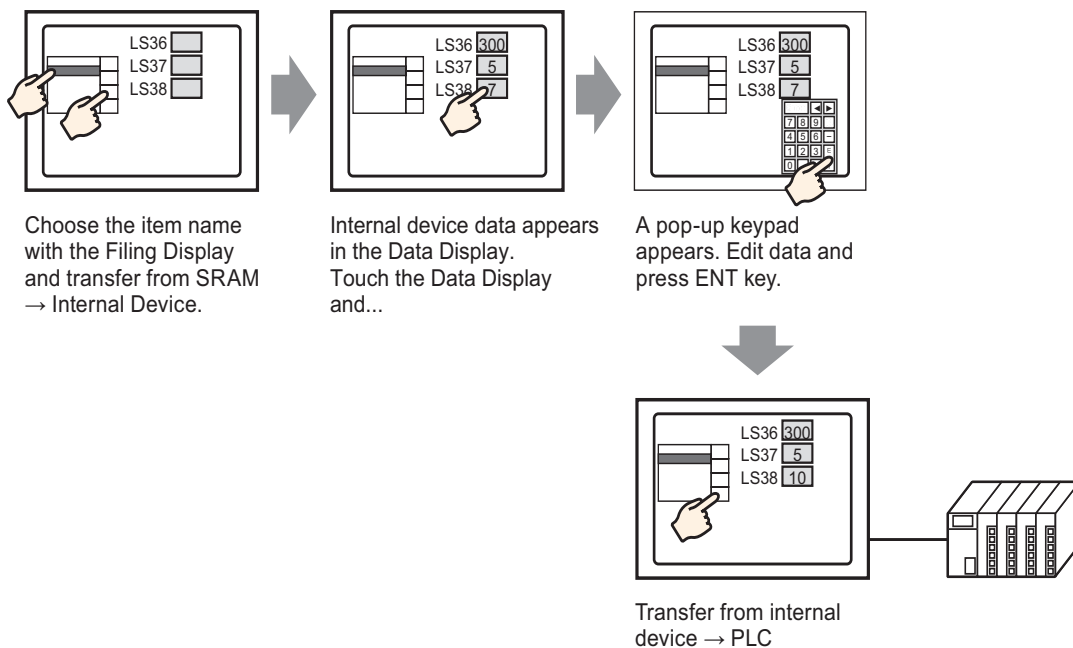 LS36
LS37
LS38
LS36 300
LS37 5
LS38 7
LS36 300
LS37 5
LS38 7
◀ ▶
7 8 9
4 5 6 –
1 2 3 E
0
Choose the item name
with the Filing Display
and transfer from SRAM
→ Internal Device.
Internal device data appears
in the Data Display.
Touch the Data Display
and...
A pop-up keypad
appears. Edit data and
press ENT key.
LS36 300
LS37 5
LS38 10
Transfer from internal
device → PLC